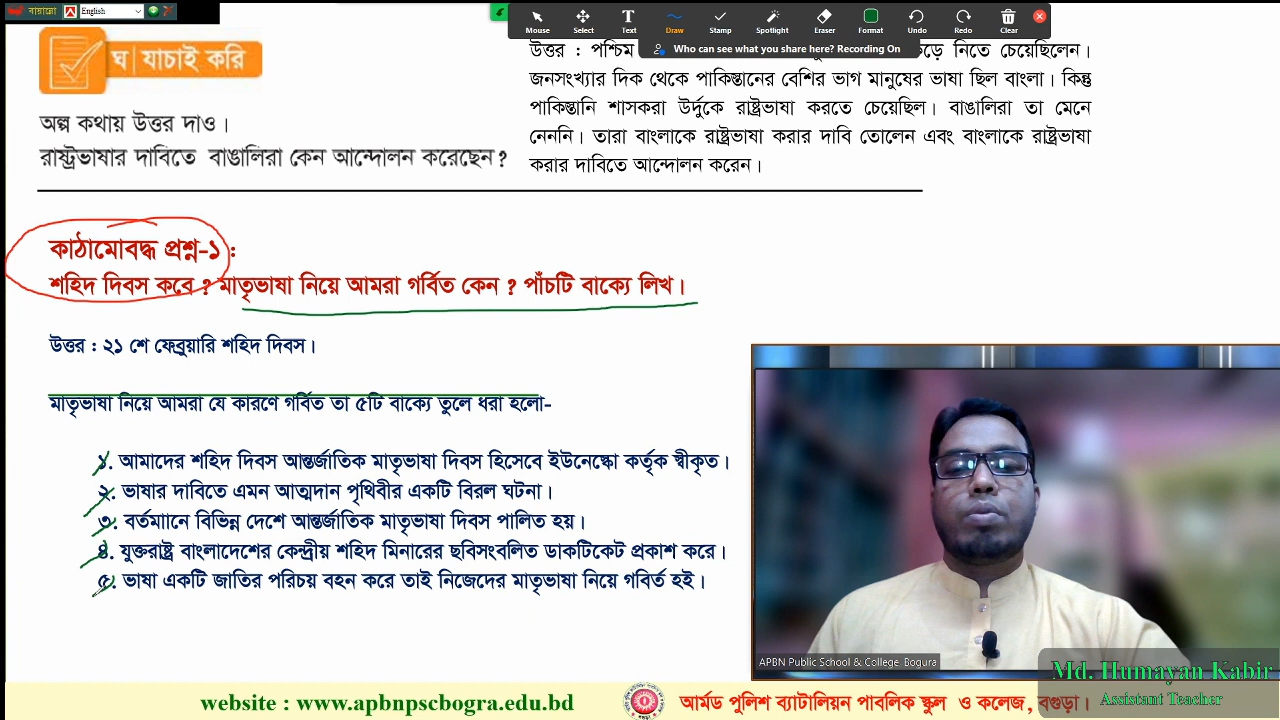 বায়ান্নো
English
Mouse
Select
Text
Draw
Stamp
Spotlight
Eraser
Format
Undo
Redo
Clear
Who can see what you share here? Recording On
ঘ | যাচাই করি
অল্প কথায় উত্তর দাও।
রাষ্ট্রভাষার দাবিতে বাঙালিরা কেন আন্দোলন করেছেন?
উত্তর : পশ্চিম কেড়ে নিতে চেয়েছিলেন।
জনসংখ্যার দিক থেকে পাকিস্তানের বেশির ভাগ মানুষের ভাষা ছিল বাংলা। কিন্তু
পাকিস্তানি শাসকরা উর্দুকে রাষ্ট্রভাষা করতে চেয়েছিল। বাঙালিরা তা মেনে
নেননি। তারা বাংলাকে রাষ্ট্রভাষা করার দাবি তোলেন এবং বাংলাকে রাষ্ট্রভাষা
করার দাবিতে আন্দোলন করেন।
কাঠামোবদ্ধ প্রশ্ন-১ :
শহিদ দিবস কবে ? মাতৃভাষা নিয়ে আমরা গর্বিত কেন ? পাঁচটি বাক্যে লিখ।
উত্তর : ২১ শে ফেব্রুয়ারি শহিদ দিবস।
মাতৃভাষা নিয়ে আমরা যে কারণে গর্বিত তা ৫টি বাক্যে তুলে ধরা হলো-
১. আমাদের শহিদ দিবস আন্তর্জাতিক মাতৃভাষা দিবস হিসেবে ইউনেস্কো কর্তৃক স্বীকৃত।
২. ভাষার দাবিতে এমন আত্মদান পৃথিবীর একটি বিরল ঘটনা।
৩. বর্তমাানে বিভিন্ন দেশে আন্তর্জাতিক মাতৃভাষা দিবস পালিত হয়।
৪. যুক্তরাষ্ট্র বাংলাদেশের কেন্দ্রীয় শহিদ মিনারের ছবিসংবলিত ডাকটিকেট প্রকাশ করে।
৫. ভাষা একটি জাতির পরিচয় বহন করে তাই নিজেদের মাতৃভাষা নিয়ে গবির্ত হই।
APBN Public School & College, Bogura
Md. Humayan Kabir
Assistant Teacher
website : www.apbnpscbogra.edu.bd
আর্মড পুলিশ ব্যাটালিয়ন পাবলিক স্কুল ও কলেজ, বগুড়া।